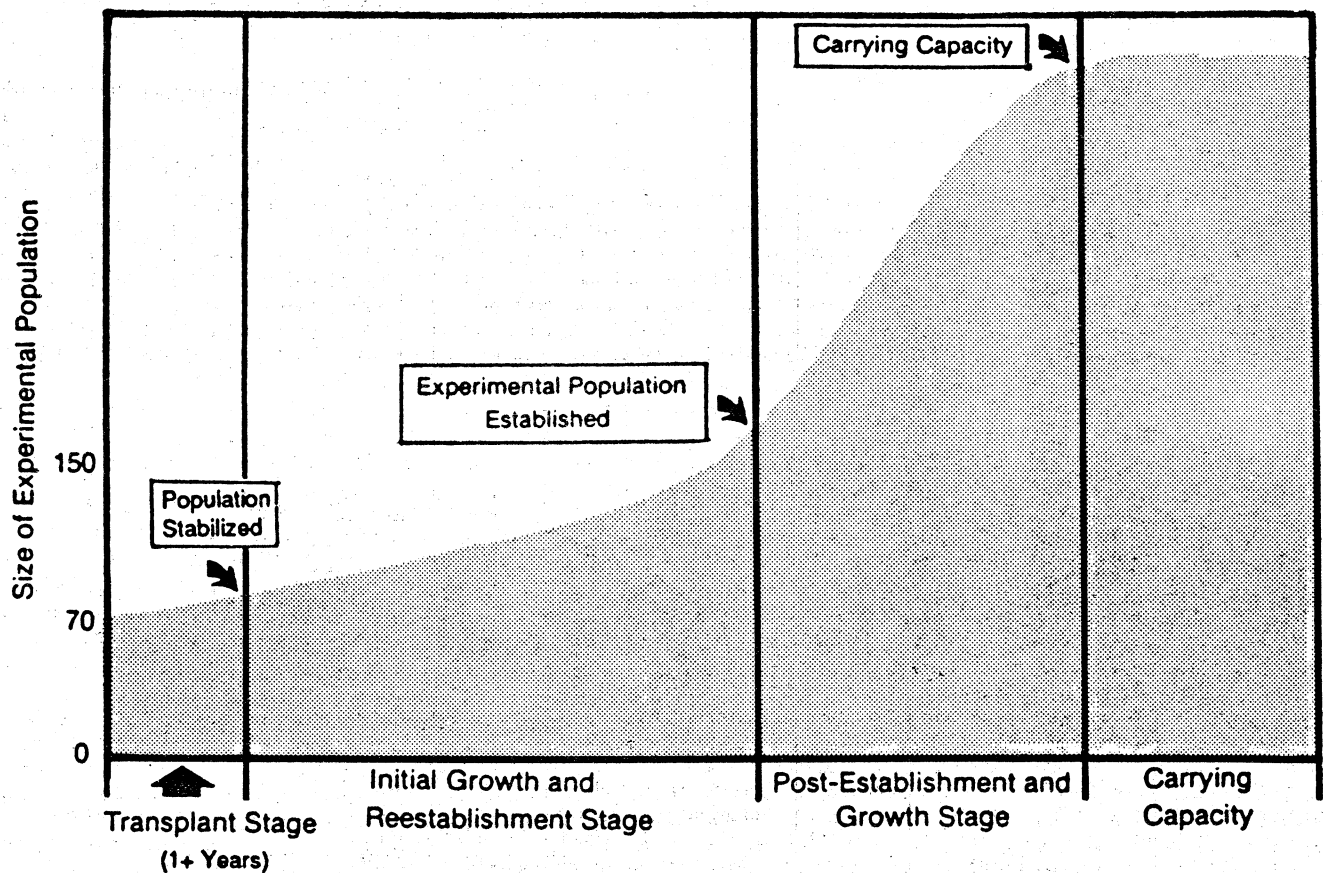 Carrying Capacity
Experimental Population
Established
Population
Stabilized
Size of Experimental Population
150
70
0
Transplant Stage
(1+ Years)
Initial Growth and
Reestablishment Stage
Post-Establishment and
Growth Stage
Carrying
Capacity